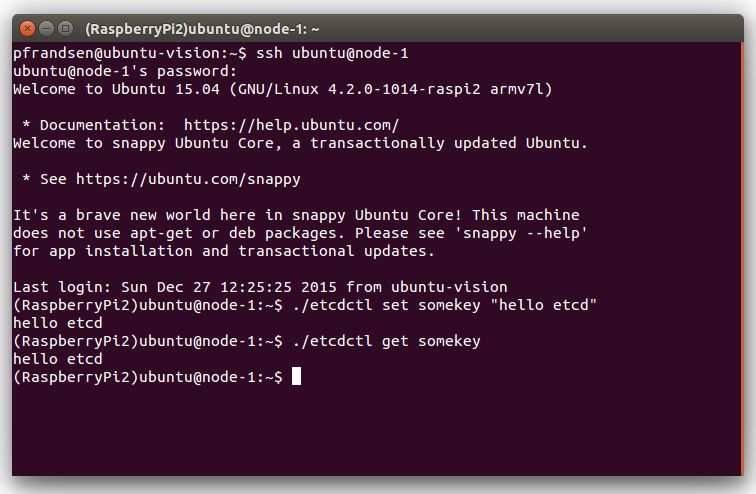 (RaspberryPi2)ubuntu@node-1: ~
pfrandsen@ubuntu-vision:~$ ssh ubuntu@node-1
ubuntu@node-1's password:
Welcome to Ubuntu 15.04 (GNU/Linux 4.2.0-1014-raspi2 armv7l)
* Documentation:  https://help.ubuntu.com/
Welcome to snappy Ubuntu Core, a transactionally updated Ubuntu.
* See https://ubuntu.com/snappy
It's a brave new world here in snappy Ubuntu Core! This machine
does not use apt-get or deb packages. Please see 'snappy --help'
for app installation and transactional updates.
Last login: Sun Dec 27 12:25:25 2015 from ubuntu-vision
(RaspberryPi2)ubuntu@node-1:~$ ./etcdctl set somekey "hello etcd"
hello etcd
(RaspberryPi2)ubuntu@node-1:~$ ./etcdctl get somekey
hello etcd
(RaspberryPi2)ubuntu@node-1:~$